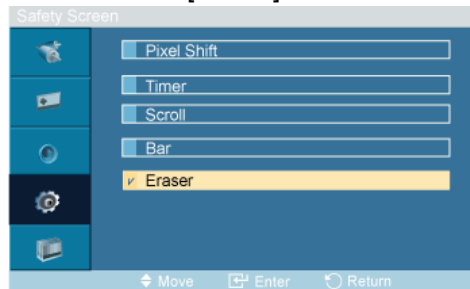 Safety Screen
Pixel Shift
Timer
Scroll
Bar
Eraser
Move Enter Return